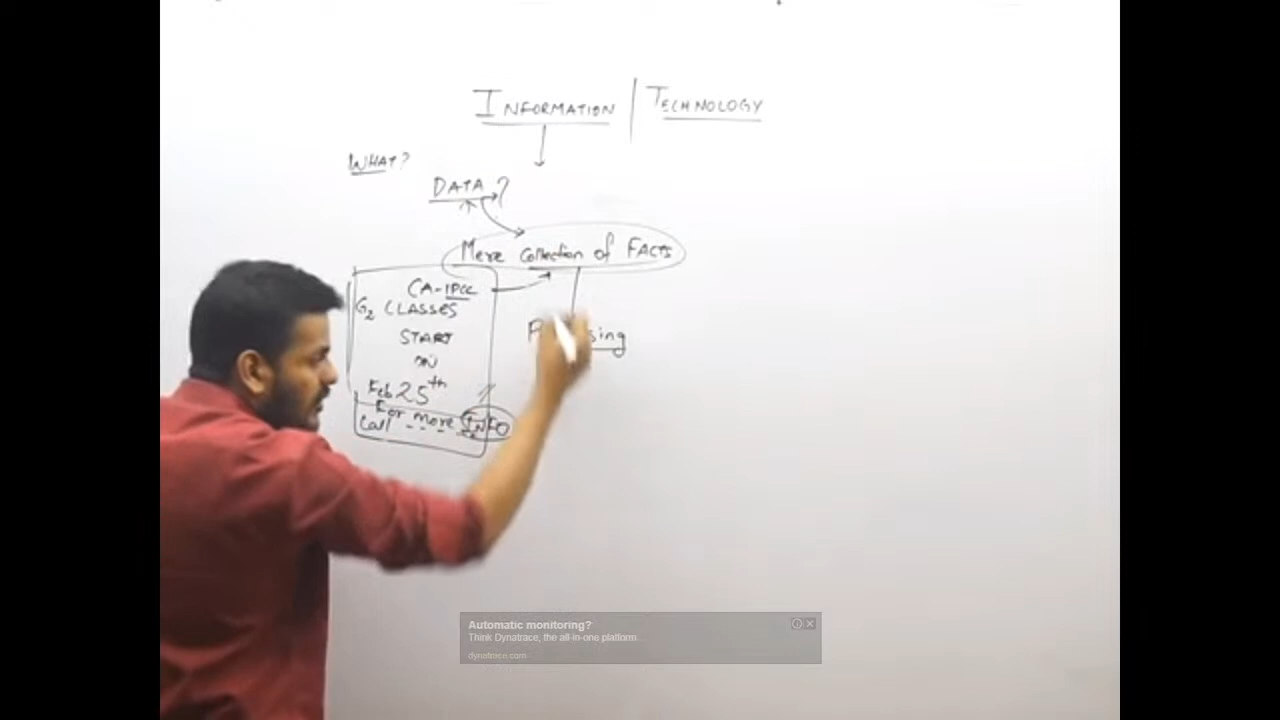 INFORMATION | TECHNOLOGY
WHAT?
DATA?
Mere Collection of FACTS
CA-IPCC
G2 CLASSES
START
ON
Feb 25th
For more INFO
Call - - - -
Automatic monitoring?
Think Dynatrace, the all-in-one platform
dynatrace.com